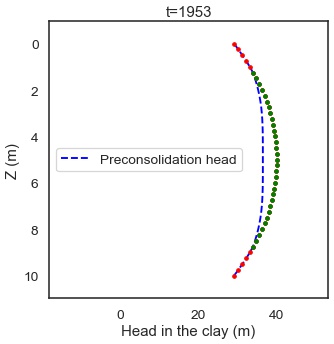 t=1953
0
2
4
6
8
10
Z (m)
Preconsolidation head
0
20
40
Head in the clay (m)